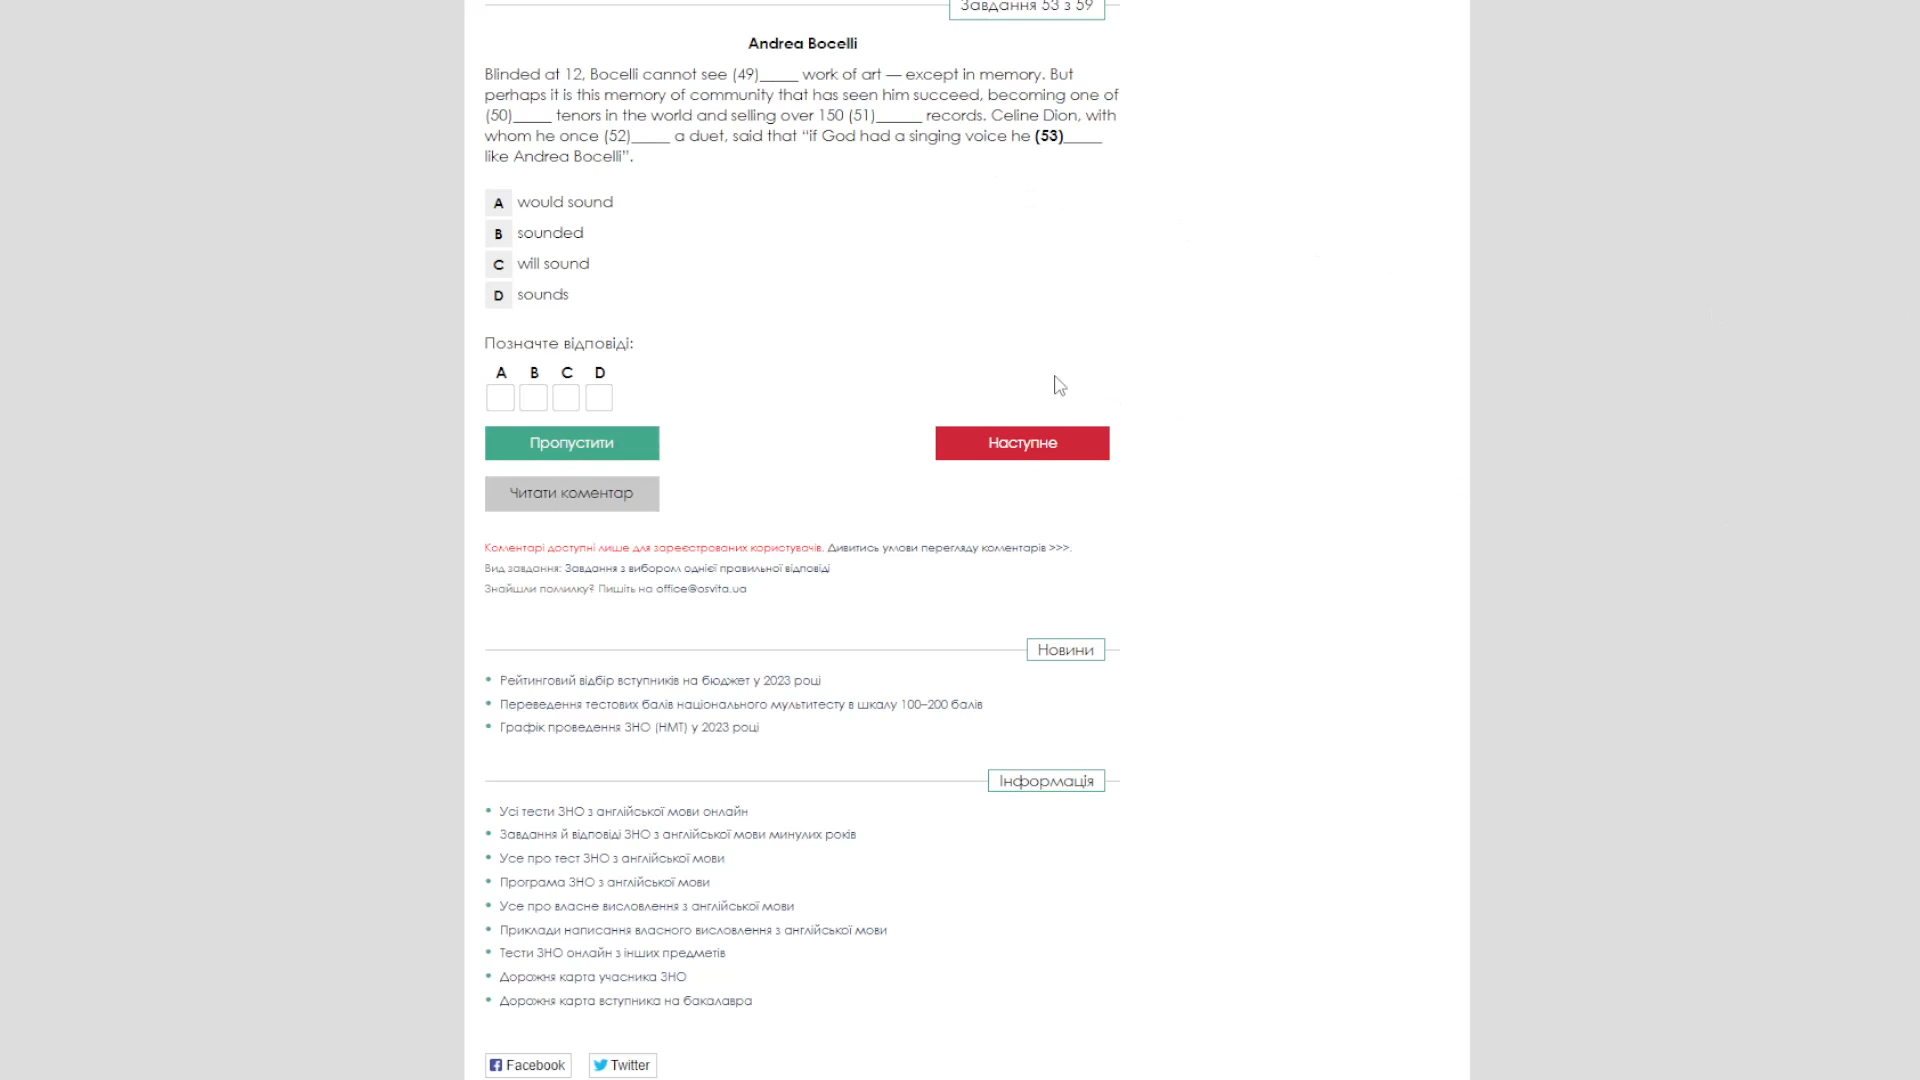 Завдання 53 з 59
Andrea Bocelli
Blinded at 12, Bocelli cannot see (49)_____ work of art — except in memory. But
perhaps it is this memory of community that has seen him succeed, becoming one of
(50)_____ tenors in the world and selling over 150 (51)______ records. Celine Dion, with
whom he once (52)_____ a duet, said that “if God had a singing voice he (53)_____
like Andrea Bocelli”.
A would sound
B sounded
C will sound
D sounds
Позначте відповіді:
A B C D
Пропустити
Наступне
Читати коментар
Коментарі доступні лише для зареєстрованих користувачів. Дивитись умови перегляду коментарів >>>.
Вид завдання: Завдання з вибором однієї правильної відповіді
Знайшли помилку? Пишіть на office@osvita.ua
Новини
• Рейтинговий відбір вступників на бюджет у 2023 році
• Переведення тестових балів національного мультитесту в шкалу 100–200 балів
• Графік проведення ЗНО (НМТ) у 2023 році
Інформація
• Усі тести ЗНО з англійської мови онлайн
• Завдання й відповіді ЗНО з англійської мови минулих років
• Усе про тест ЗНО з англійської мови
• Програма ЗНО з англійської мови
• Усе про власне висловлення з англійської мови
• Приклади написання власного висловлення з англійської мови
• Тести ЗНО онлайн з інших предметів
• Дорожня карта учасника ЗНО
• Дорожня карта вступника на бакалавра
Facebook Twitter